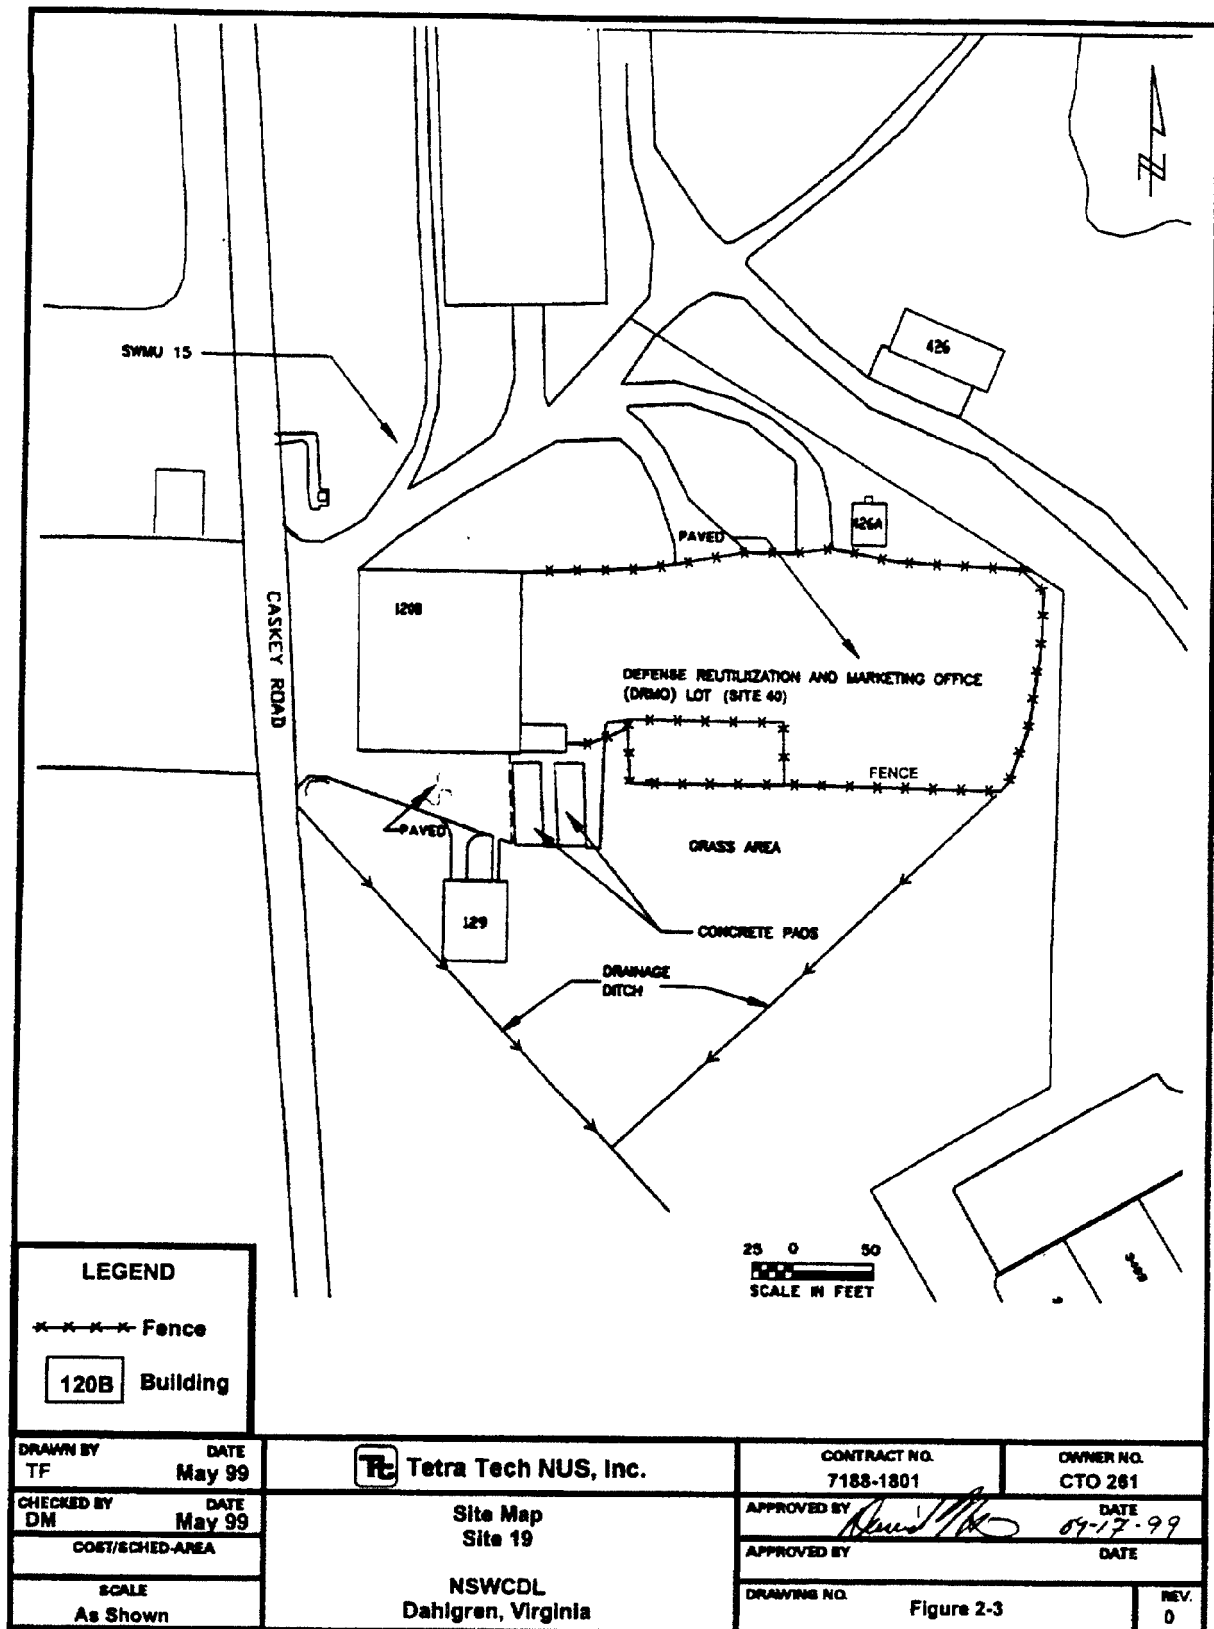 N
SWMU 15
426
426A
PAVED
120B
CASKEY ROAD
DEFENSE REUTILIZATION AND MARKETING OFFICE
(DRMO) LOT (SITE 40)
FENCE
PAVED
GRASS AREA
129
CONCRETE PADS
DRAINAGE
DITCH
25 0 50
SCALE IN FEET
LEGEND
Fence
120B Building
DRAWN BY DATE
TF May 99
CHECKED BY DATE
DM May 99
COST/SCHED-AREA
SCALE
As Shown
Tt Tetra Tech NUS, Inc.
Site Map
Site 19
NSWCDL
Dahlgren, Virginia
CONTRACT NO.
7188-1801
OWNER NO.
CTO 261
APPROVED BY DATE
09-17-99
APPROVED BY DATE
DRAWING NO.
Figure 2-3
REV.
0